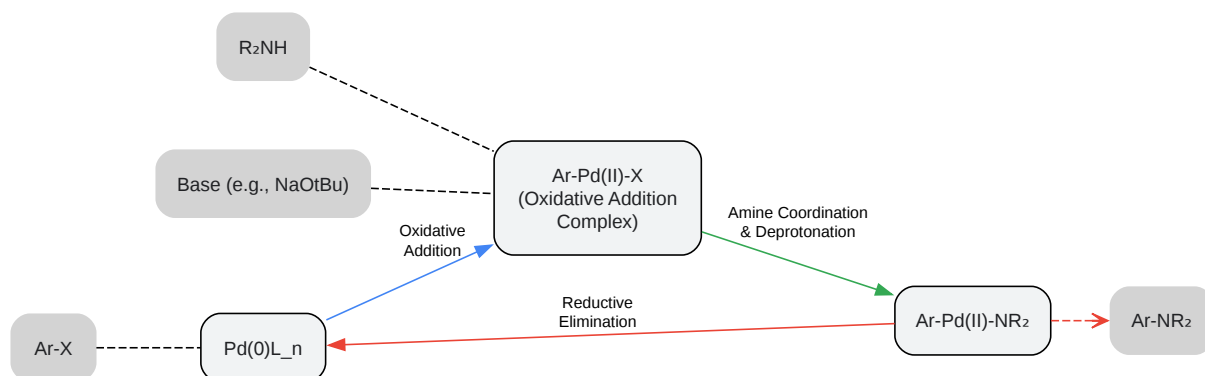 R₂NH
Base (e.g., NaOtBu)
Ar-Pd(II)-X
(Oxidative Addition
Complex)
Amine Coordination
& Deprotonation
Oxidative
Addition
Reductive
Elimination
Ar-X
Pd(0)L_n
Ar-Pd(II)-NR₂
Ar-NR₂